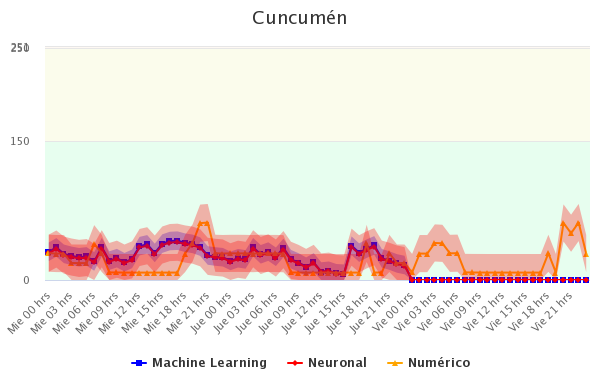 Cuncumén
150
0
Mie 00 hrs
Mie 03 hrs
Mie 06 hrs
Mie 09 hrs
Mie 12 hrs
Mie 15 hrs
Mie 18 hrs
Mie 21 hrs
Jue 00 hrs
Jue 03 hrs
Jue 06 hrs
Jue 09 hrs
Jue 12 hrs
Jue 15 hrs
Jue 18 hrs
Jue 21 hrs
Vie 00 hrs
Vie 03 hrs
Vie 06 hrs
Vie 09 hrs
Vie 12 hrs
Vie 15 hrs
Vie 18 hrs
Vie 21 hrs
Machine Learning Neuronal Numérico